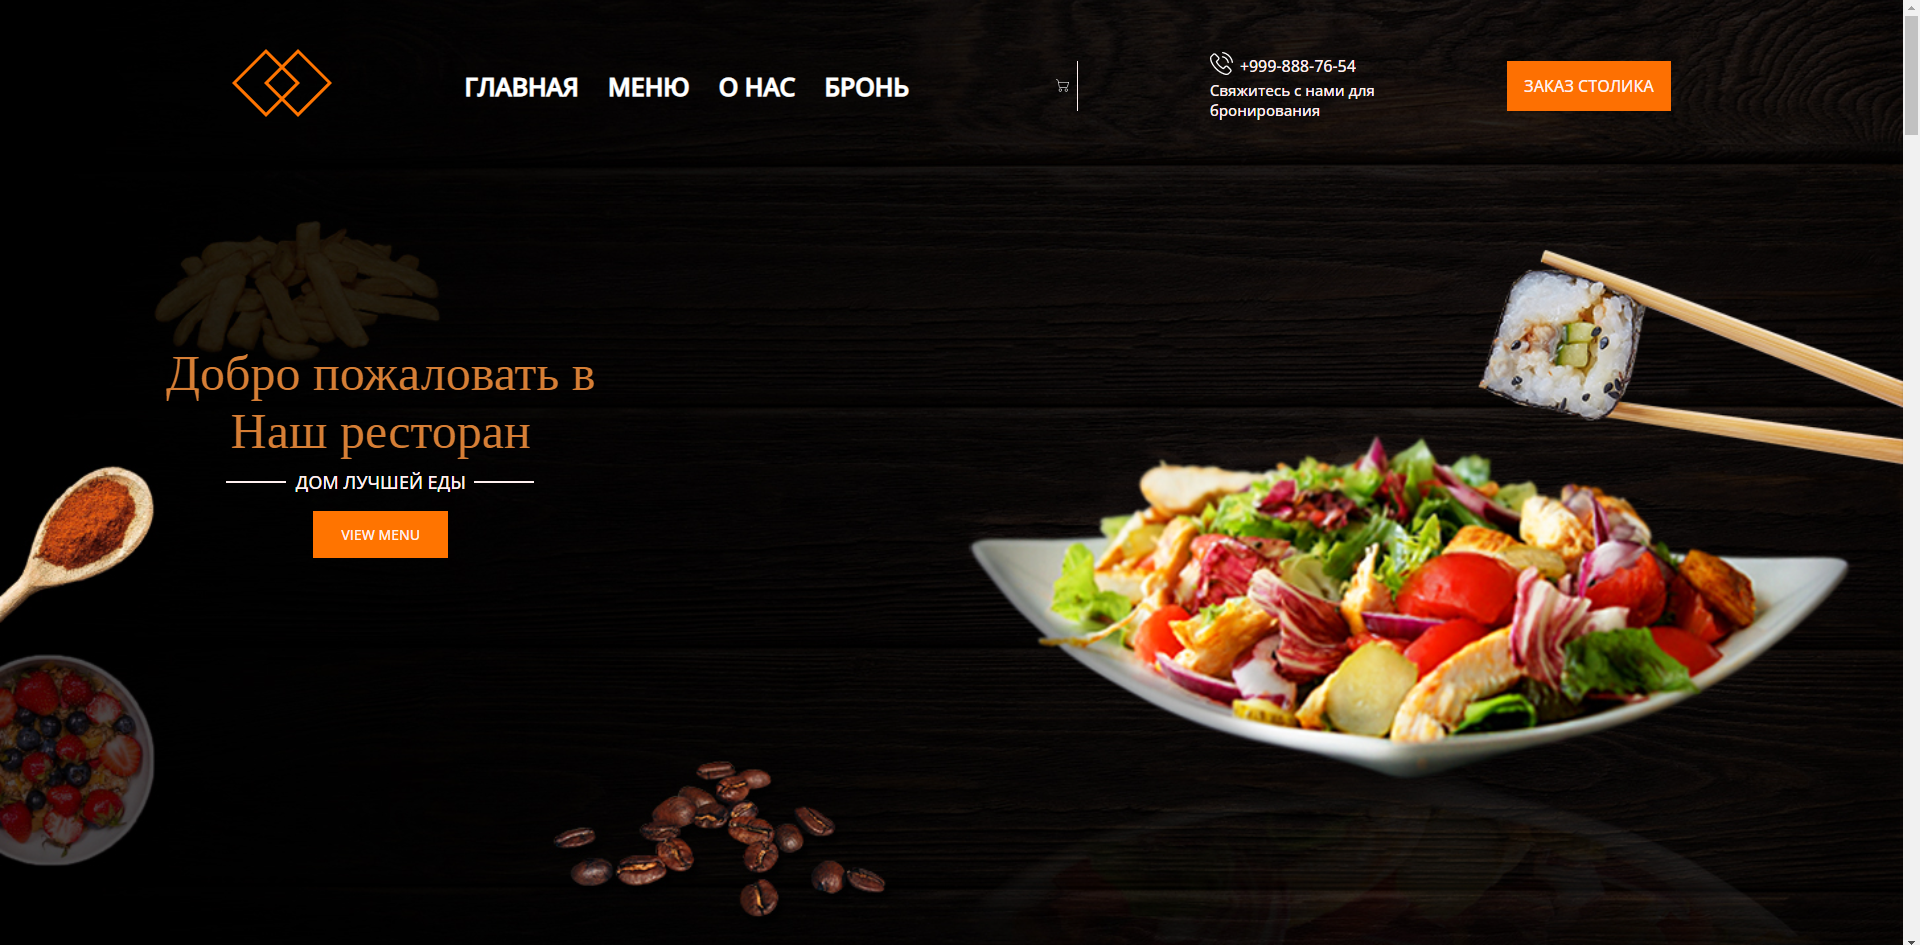 ГЛАВНАЯ МЕНЮ О НАС БРОНЬ
+999-888-76-54
Свяжитесь с нами для
бронирования
ЗАКАЗ СТОЛИКА
Добро пожаловать в
Наш ресторан
ДОМ ЛУЧШЕЙ ЕДЫ
VIEW MENU